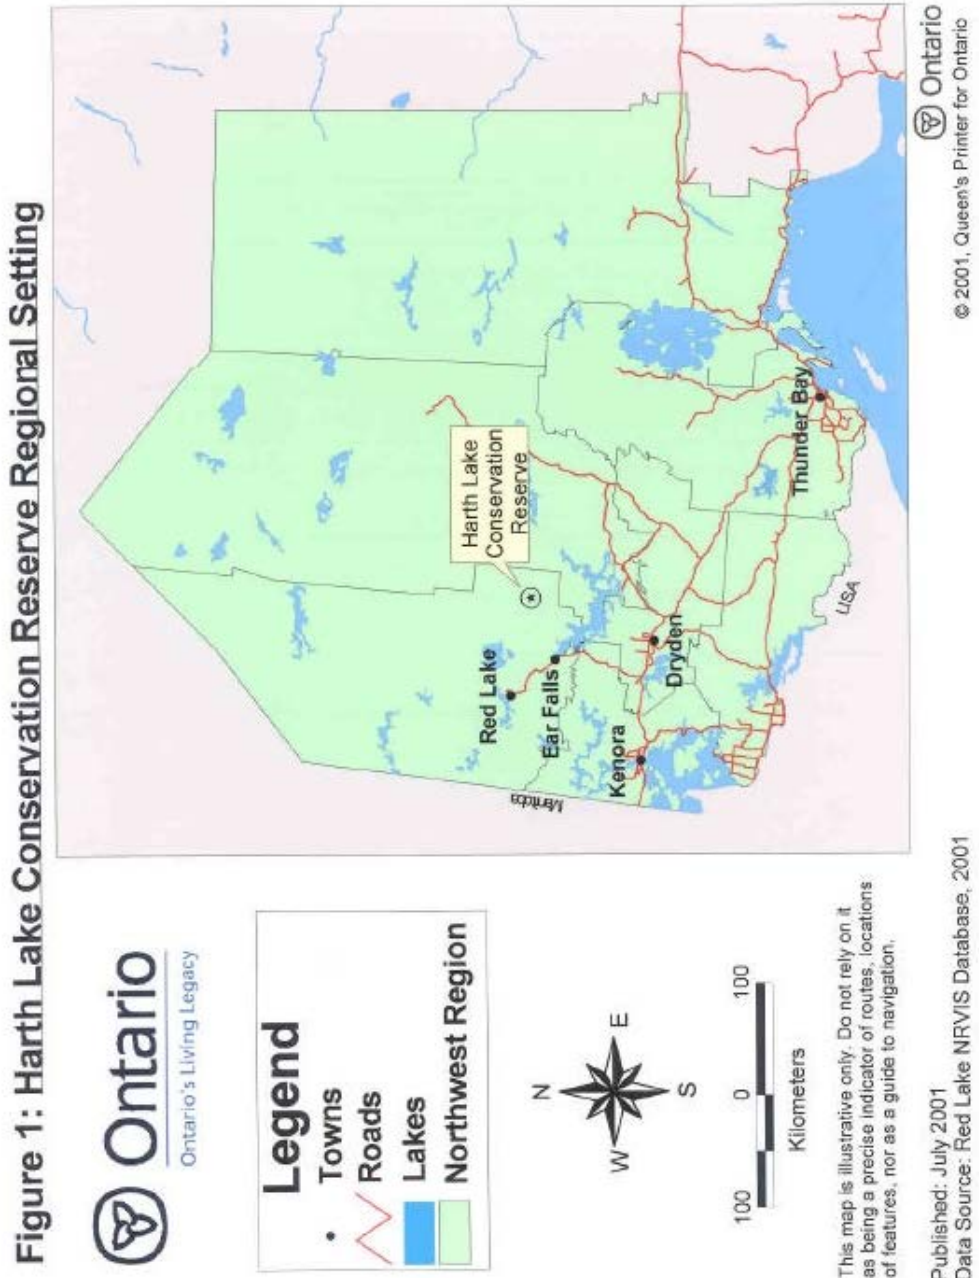 Figure 1: Harth Lake Conservation Reserve Regional Setting
Ontario
Ontario's Living Legacy
Legend
Towns
Roads
Lakes
Northwest Region
N
W
E
S
100
0
100
Kilometers
This map is illustrative only. Do not rely on it
as being a precise indicator of routes, locations
of features, nor as a guide to navigation.
Published: July 2001
Data Source: Red Lake NRVIS Database, 2001
Harth Lake
Conservation
Reserve
Red Lake
Ear Falls
Manitoba
Kenora
Dryden
Thunder Bay
USA
Ontario
© 2001, Queen's Printer for Ontario